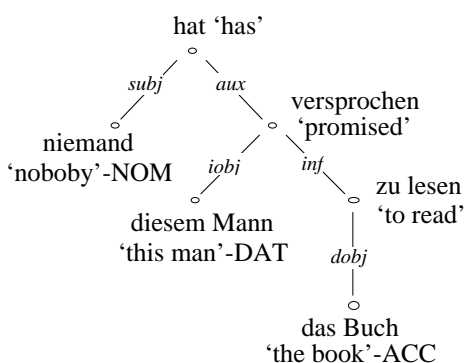 hat ‘has’
subj
aux
niemand
‘noboby’-NOM
versprochen
‘promised’
iobj
inf
diesem Mann
‘this man’-DAT
zu lesen
‘to read’
dobj
das Buch
‘the book’-ACC